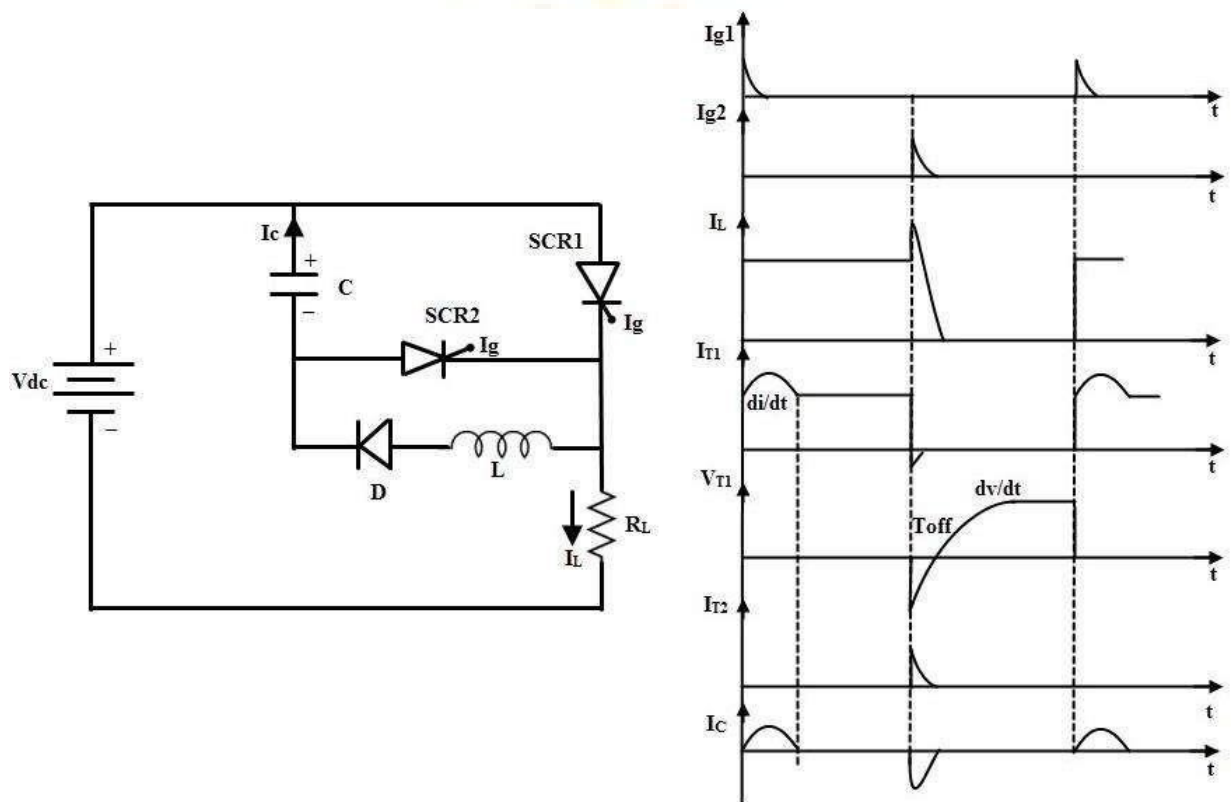 Ic
+
C
−
SCR1
Ig
SCR2
Ig
+
Vdc
−
D
L
RL
IL
Ig1
t
Ig2
t
IL
t
IT1
di/dt
t
VT1
dv/dt
Toff
t
IT2
t
IC
t